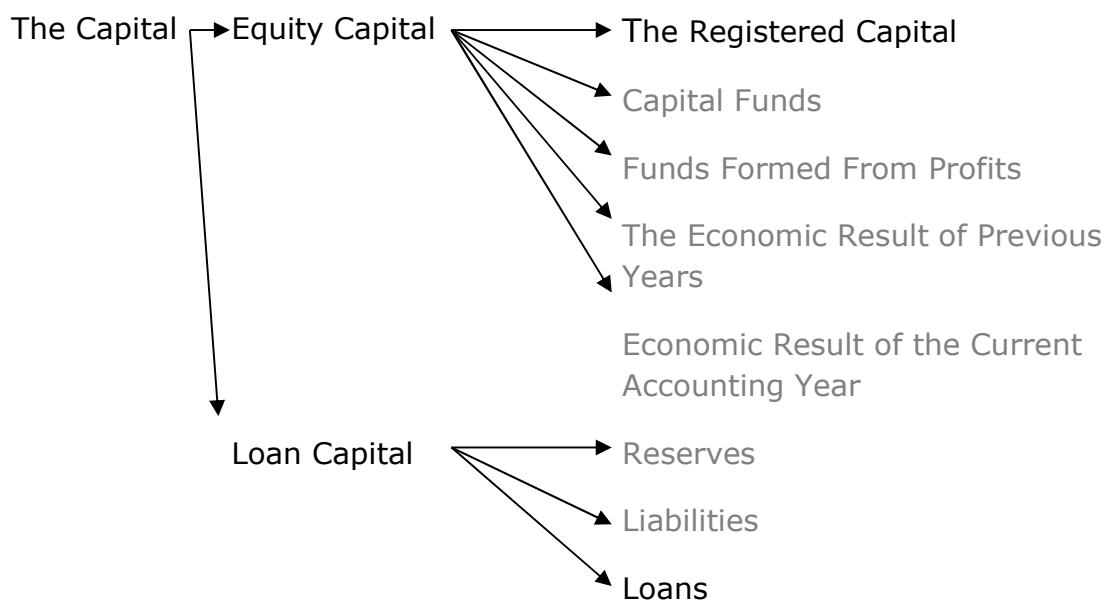 The Capital
Equity Capital
The Registered Capital
Capital Funds
Funds Formed From Profits
The Economic Result of Previous
Years
Economic Result of the Current
Accounting Year
Loan Capital
Reserves
Liabilities
Loans